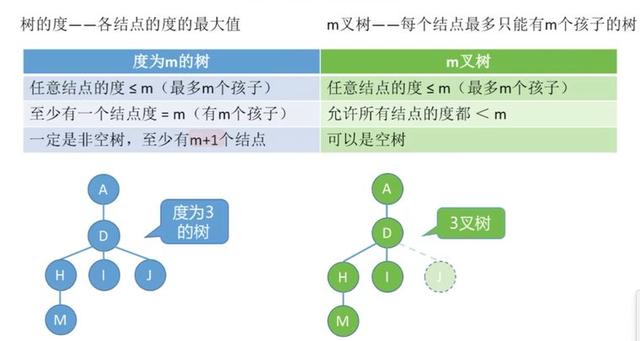 树的度——各结点的度的最大值
m叉树——每个结点最多只能有m个孩子的树
度为m的树
m叉树
任意结点的度 ≤ m（最多m个孩子）
任意结点的度 ≤ m（最多m个孩子）
至少有一个结点度 = m（有m个孩子）
允许所有结点的度都 < m
一定是非空树，至少有m+1个结点
可以是空树
A
D
度为3
的树
H
I
J
M
A
D
3叉树
H
I
J
M